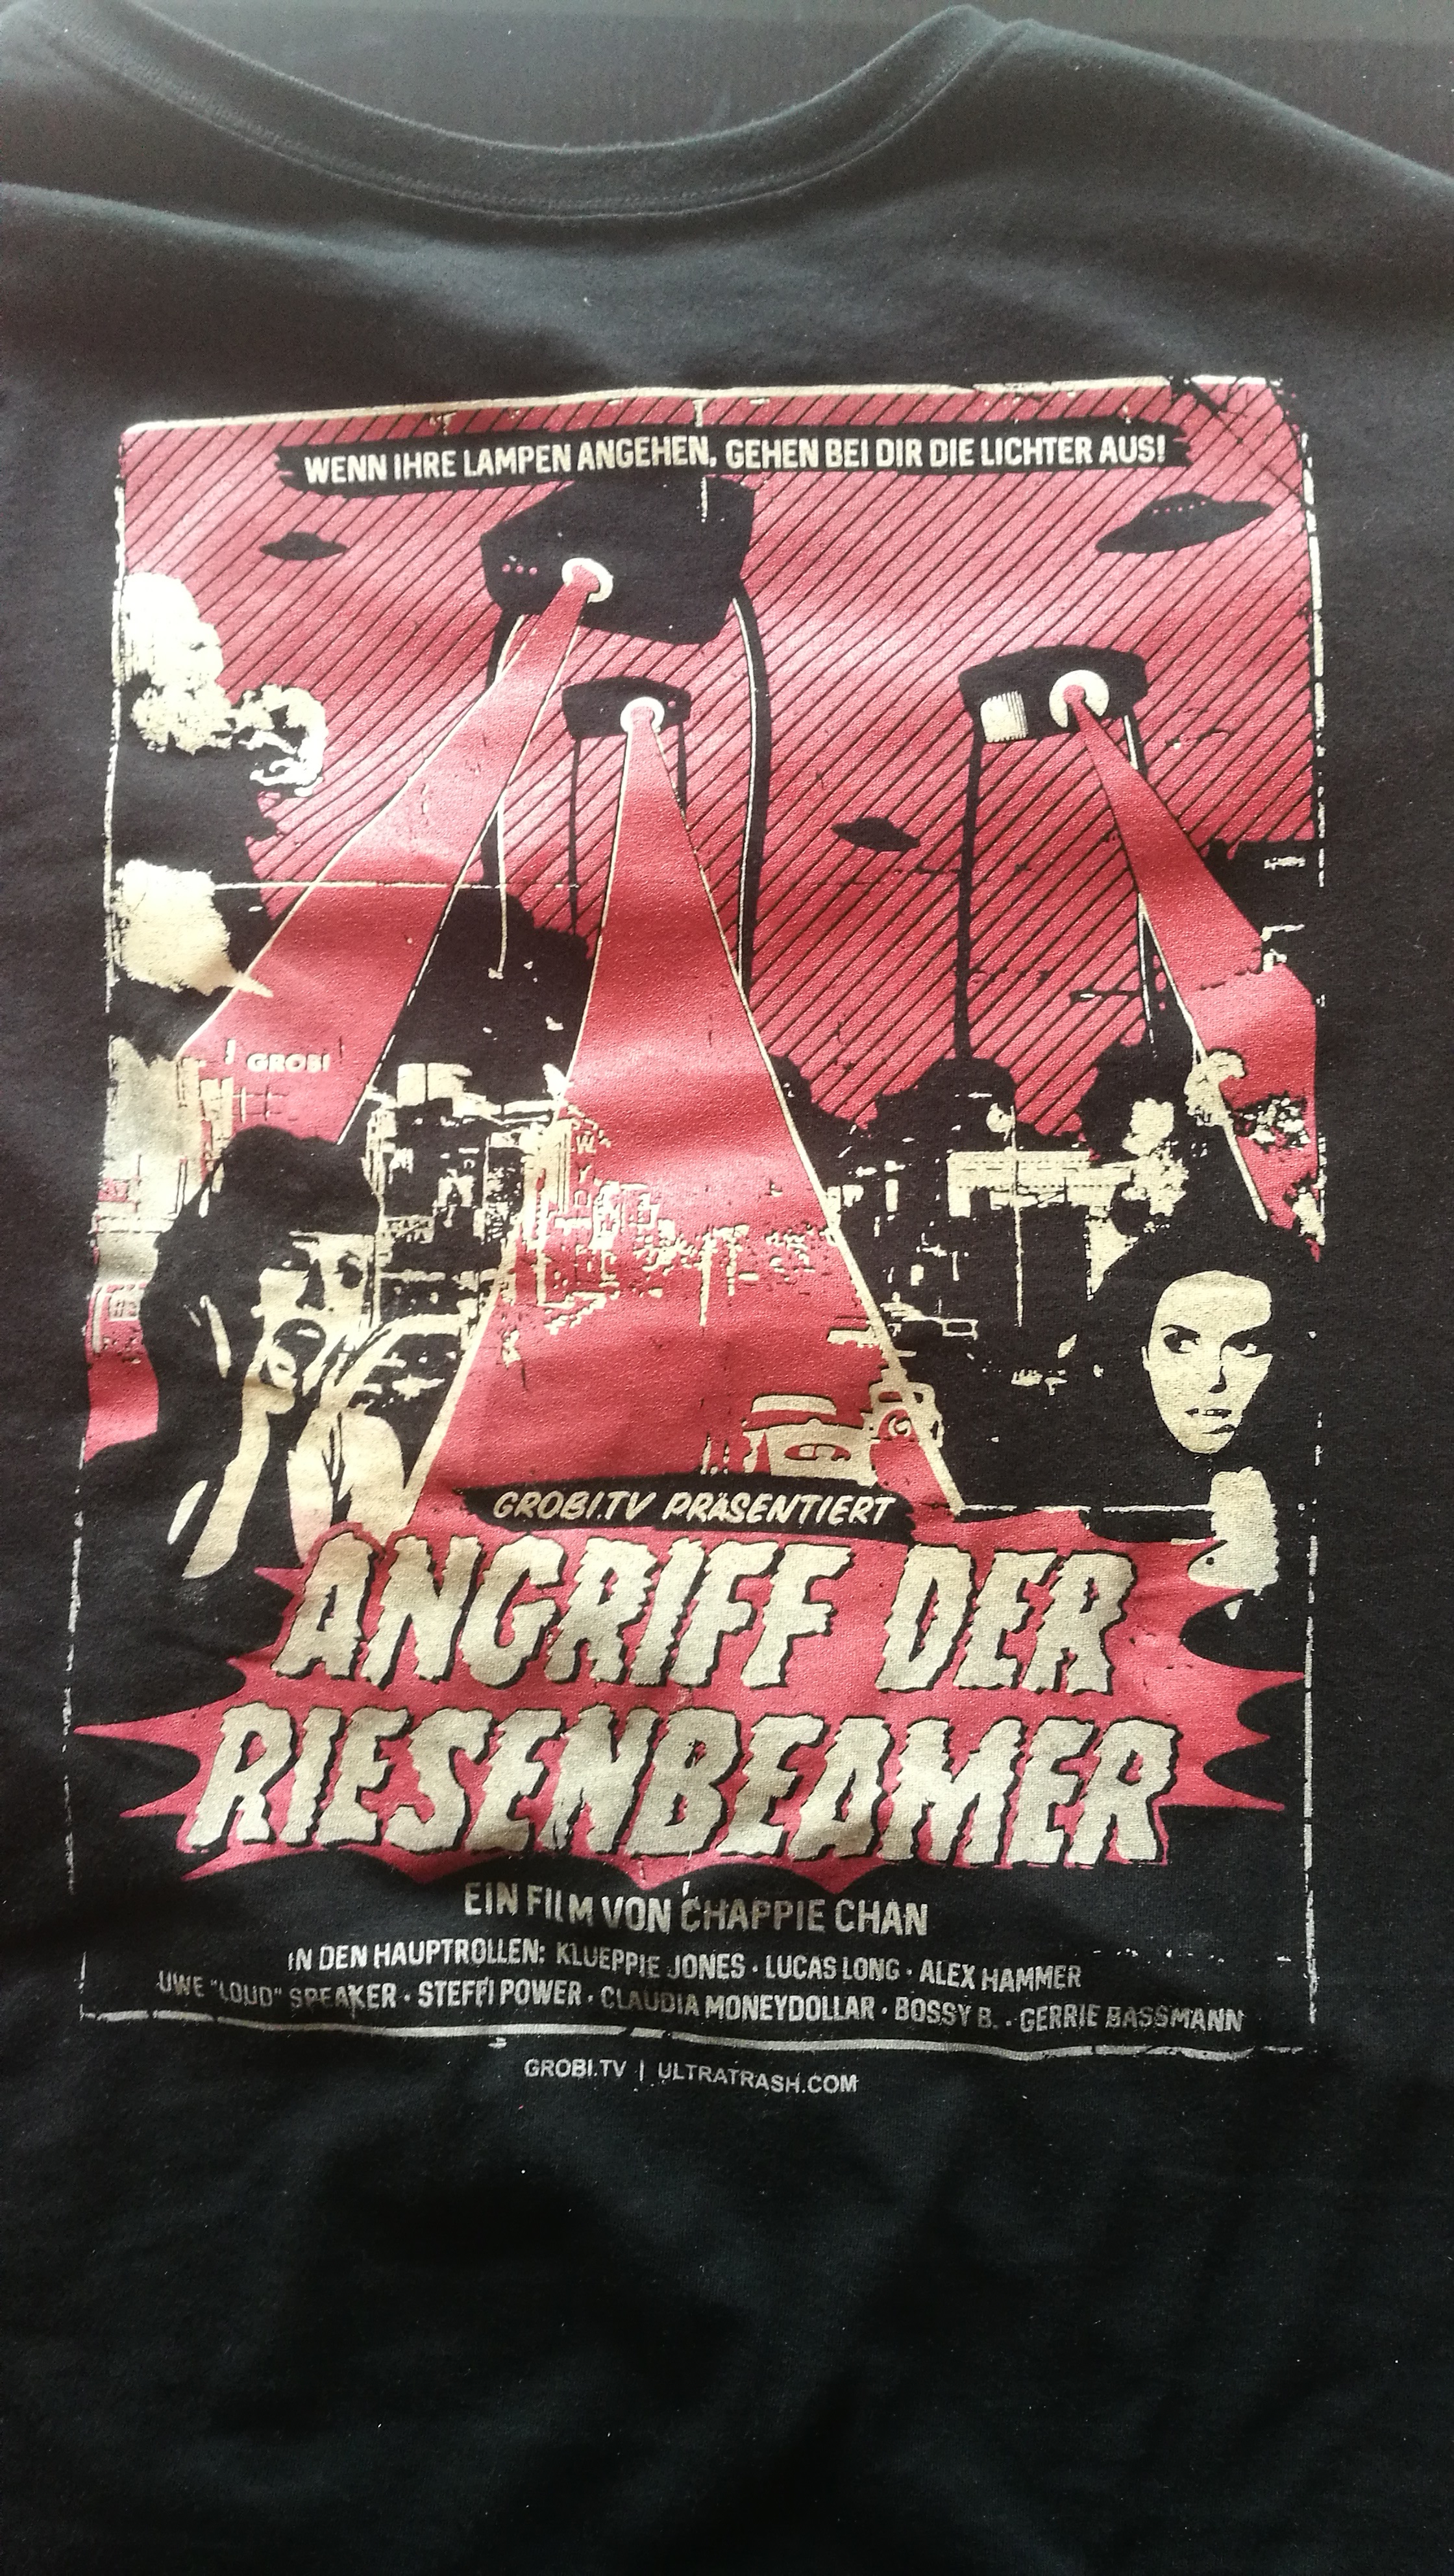 WENN IHRE LAMPEN ANGEHEN, GEHEN BEI DIR DIE LICHTER AUS!
GROBI
GROBI.TV PRÄSENTIERT
ANGRIFF DER
RIESENBEAMER
EIN FILM VON CHAPPIE CHAN
IN DEN HAUPTROLLEN: KLUEPPIE JONES · LUCAS LONG · ALEX HAMMER
UWE "LOUD" SPEAKER · STEFFI POWER · CLAUDIA MONEYDOLLAR · BOSSY B. · GERRIE BASSMANN
GROBI.TV | ULTRATRASH.COM